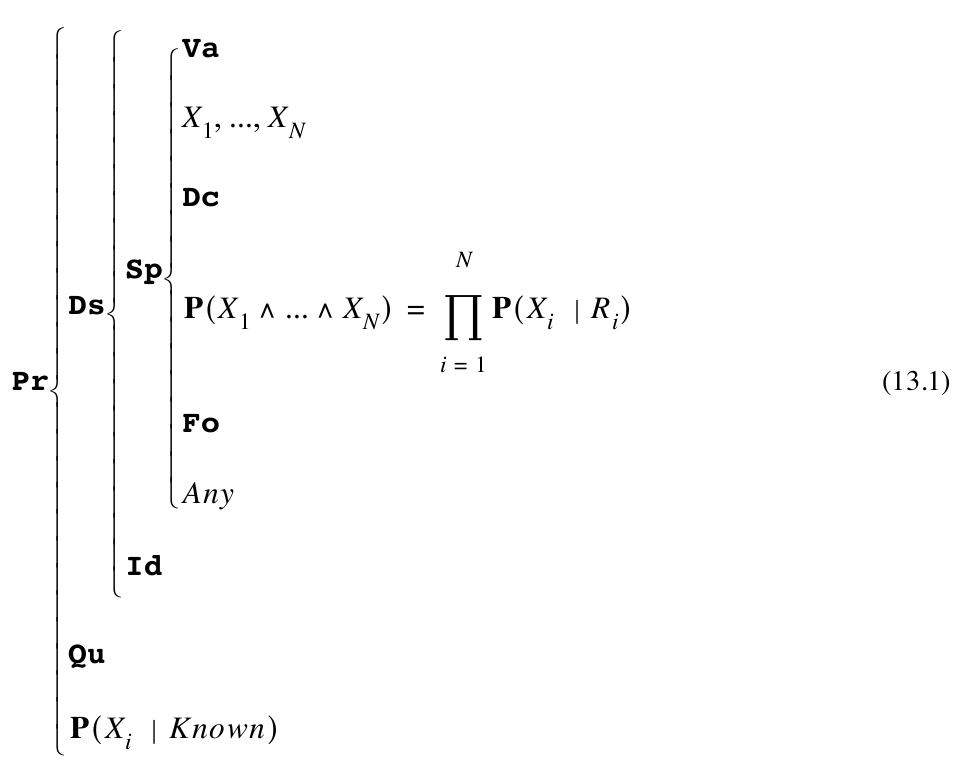 Va
X_1, ..., X_N
Dc
Sp
N
Ds
P(X_1 ∧ ... ∧ X_N) = ∏ P(X_i | R_i)
i = 1
Pr
(13.1)
Fo
Any
Id
Qu
P(X_i | Known)